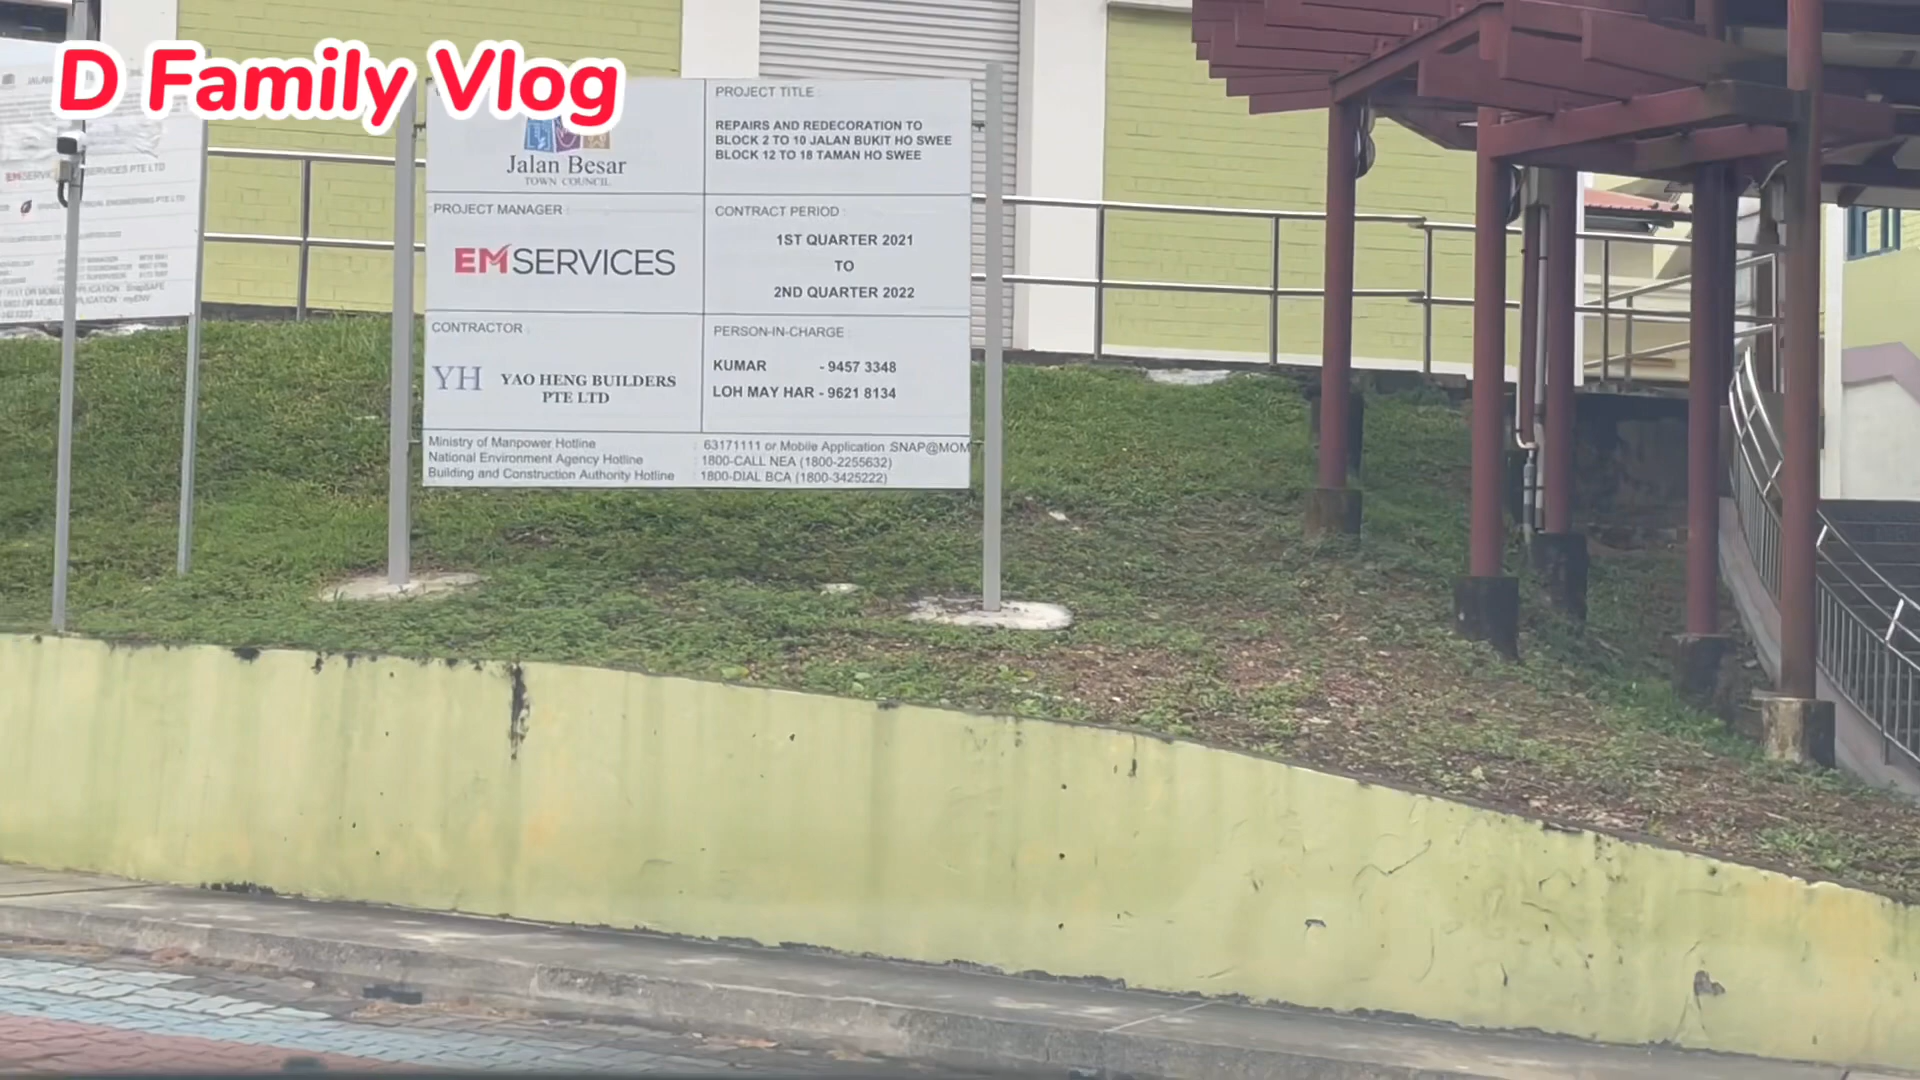 D Family Vlog
Jalan Besar
TOWN COUNCIL
PROJECT TITLE :
REPAIRS AND REDECORATION TO
BLOCK 2 TO 10 JALAN BUKIT HO SWEE
BLOCK 12 TO 18 TAMAN HO SWEE
PROJECT MANAGER :
EMSERVICES
CONTRACT PERIOD :
1ST QUARTER 2021
TO
2ND QUARTER 2022
CONTRACTOR :
YH YAO HENG BUILDERS
PTE LTD
PERSON-IN-CHARGE :
KUMAR - 9457 3348
LOH MAY HAR - 9621 8134
Ministry of Manpower Hotline : 63171111 or Mobile Application SNAP@MOM
National Environment Agency Hotline : 1800-CALL NEA (1800-2255632)
Building and Construction Authority Hotline : 1800-DIAL BCA (1800-3425222)
SERVICES PTE LTD